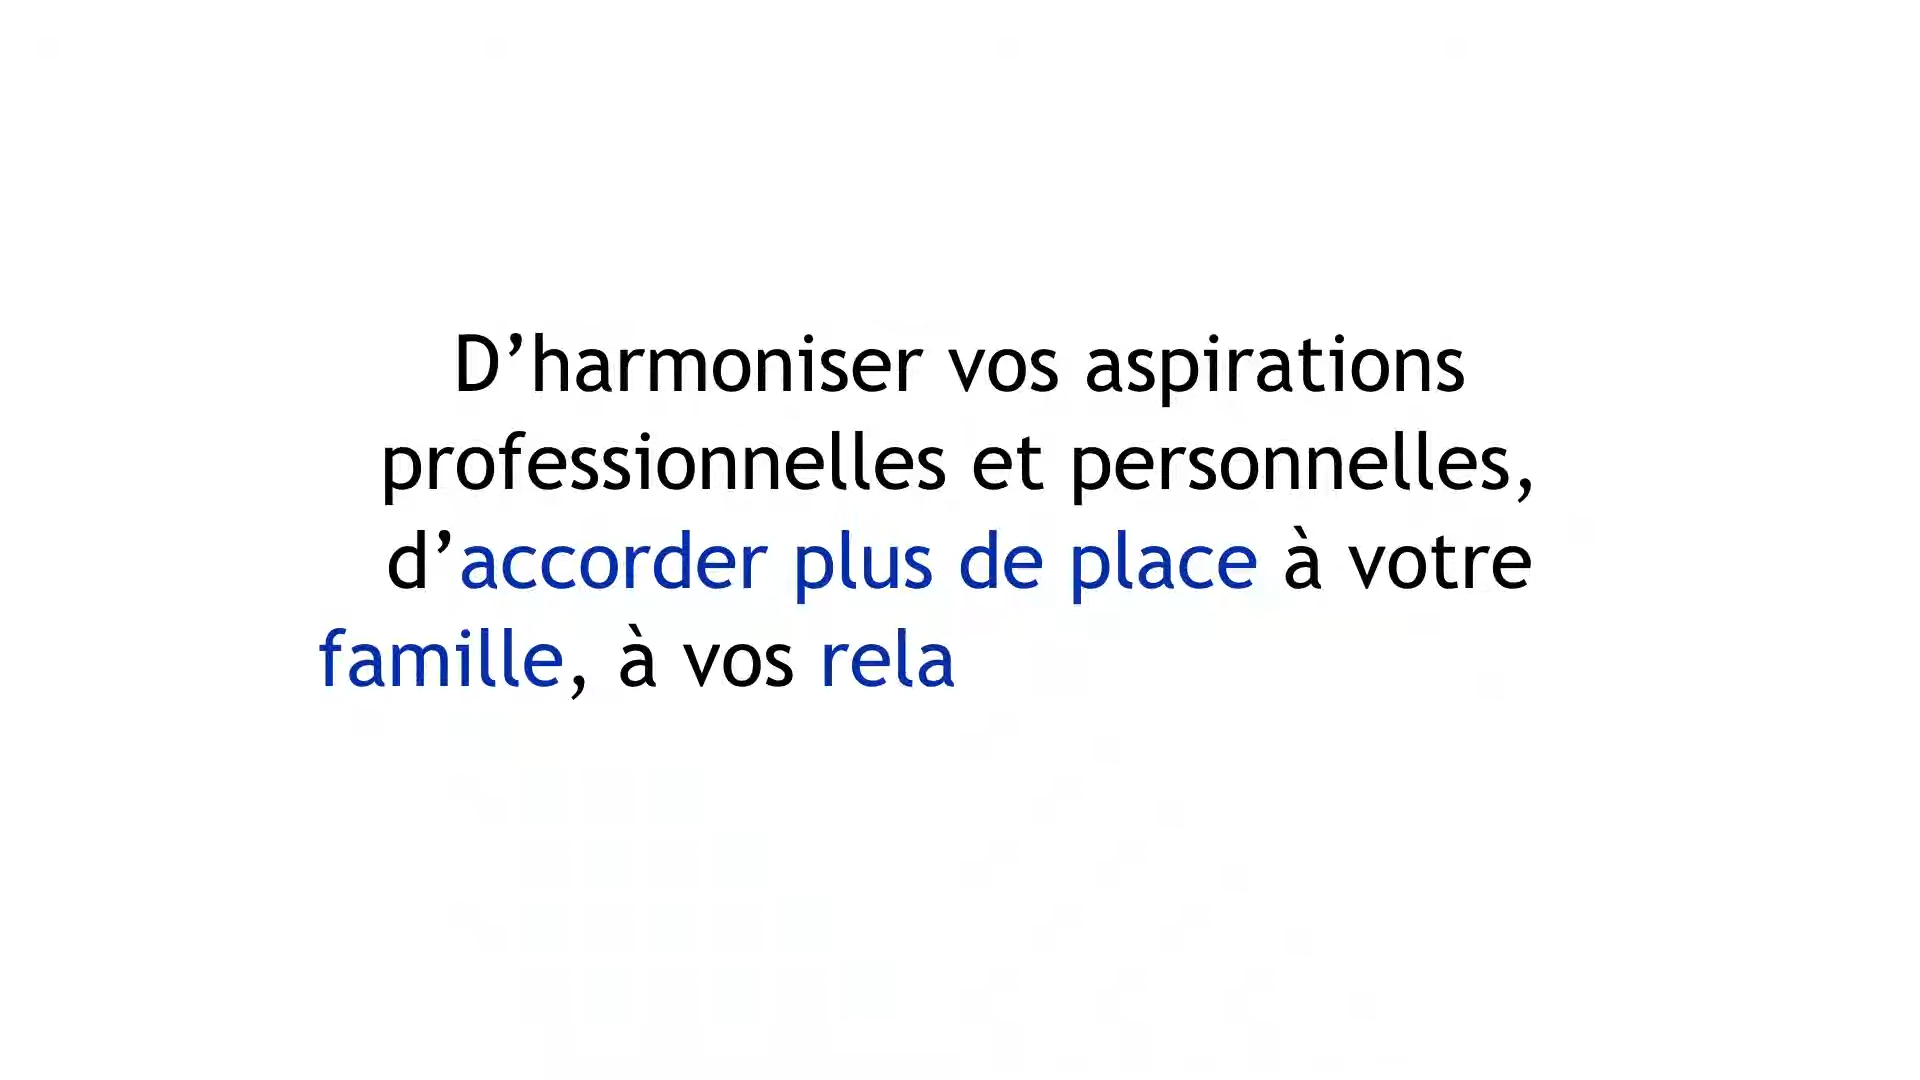 D’harmoniser vos aspirations
professionnelles et personnelles,
d’accorder plus de place à votre
famille, à vos rela